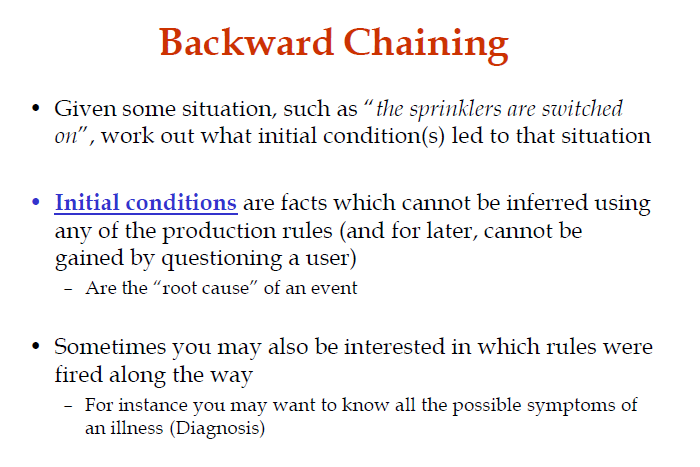 Backward Chaining
• Given some situation, such as “the sprinklers are switched
on”, work out what initial condition(s) led to that situation
• Initial conditions are facts which cannot be inferred using
any of the production rules (and for later, cannot be
gained by questioning a user)
– Are the “root cause” of an event
• Sometimes you may also be interested in which rules were
fired along the way
– For instance you may want to know all the possible symptoms of
an illness (Diagnosis)